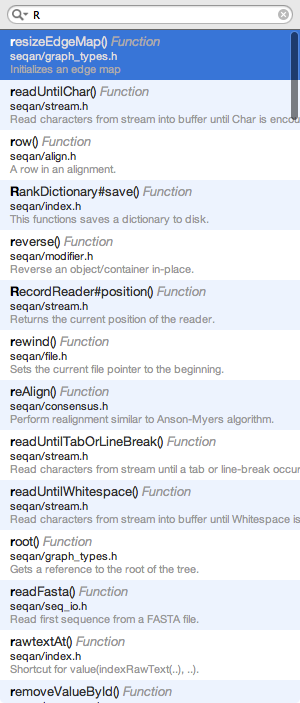 R
resizeEdgeMap() Function
seqan/graph_types.h
Initializes an edge map
readUntilChar() Function
seqan/stream.h
Read characters from stream into buffer until Char is encou
row() Function
seqan/align.h
A row in an alignment.
RankDictionary#save() Function
seqan/index.h
This functions saves a dictionary to disk.
reverse() Function
seqan/modifier.h
Reverse an object/container in-place.
RecordReader#position() Function
seqan/stream.h
Returns the current position of the reader.
rewind() Function
seqan/file.h
Sets the current file pointer to the beginning.
reAlign() Function
seqan/consensus.h
Perform realignment similar to Anson-Myers algorithm.
readUntilTabOrLineBreak() Function
seqan/stream.h
Read characters from stream until a tab or line-break occur
readUntilWhitespace() Function
seqan/stream.h
Read characters from stream into buffer until Whitespace is
root() Function
seqan/graph_types.h
Gets a reference to the root of the tree.
readFasta() Function
seqan/seq_io.h
Read first sequence from a FASTA file.
rawtextAt() Function
seqan/index.h
Shortcut for value(indexRawText(..), ..).
removeValueById() Function